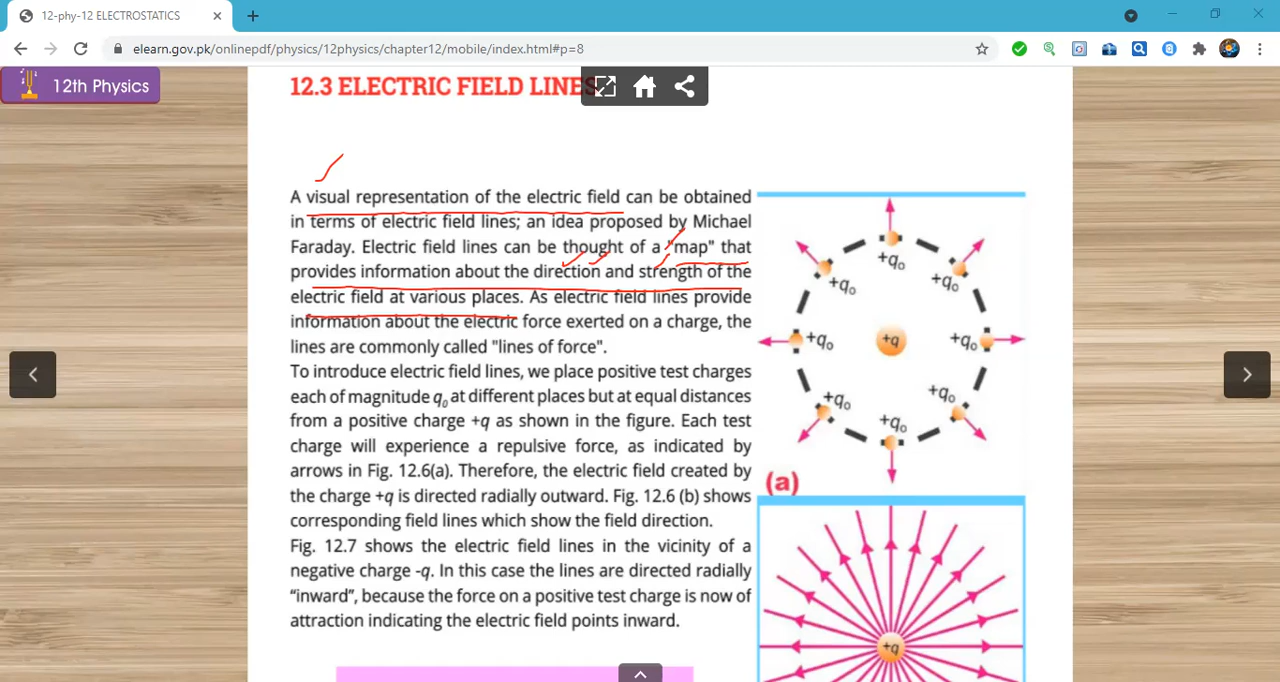 12-phy-12 ELECTROSTATICS
elearn.gov.pk/onlinepdf/physics/12physics/chapter12/mobile/index.html#p=8
12th Physics
12.3 ELECTRIC FIELD LINES
A visual representation of the electric field can be obtained
in terms of electric field lines; an idea proposed by Michael
Faraday. Electric field lines can be thought of a "map" that
provides information about the direction and strength of the
electric field at various places. As electric field lines provide
information about the electric force exerted on a charge, the
lines are commonly called "lines of force".
To introduce electric field lines, we place positive test charges
each of magnitude q₀ at different places but at equal distances
from a positive charge +q as shown in the figure. Each test
charge will experience a repulsive force, as indicated by
arrows in Fig. 12.6(a). Therefore, the electric field created by
the charge +q is directed radially outward. Fig. 12.6 (b) shows
corresponding field lines which show the field direction.
Fig. 12.7 shows the electric field lines in the vicinity of a
negative charge -q. In this case the lines are directed radially
“inward”, because the force on a positive test charge is now of
attraction indicating the electric field points inward.
+q₀
+q₀
+q₀
+q₀
+q
+q₀
+q₀
+q₀
+q₀
(a)
+q